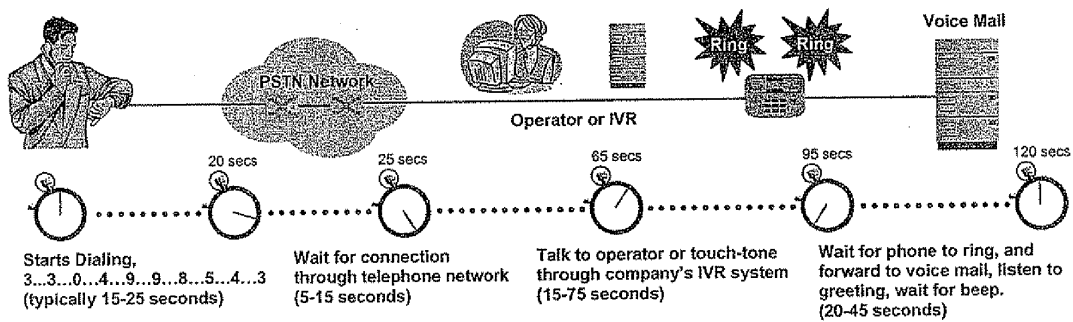 Voice Mail
Ring Ring
PSTN Network
Operator or IVR
20 secs
25 secs
65 secs
95 secs
120 secs
Starts Dialing,
3...3...0...4...9...9...8...5...4...3
(typically 15-25 seconds)
Wait for connection
through telephone network
(5-15 seconds)
Talk to operator or touch-tone
through company's IVR system
(15-75 seconds)
Wait for phone to ring, and
forward to voice mail, listen to
greeting, wait for beep.
(20-45 seconds)